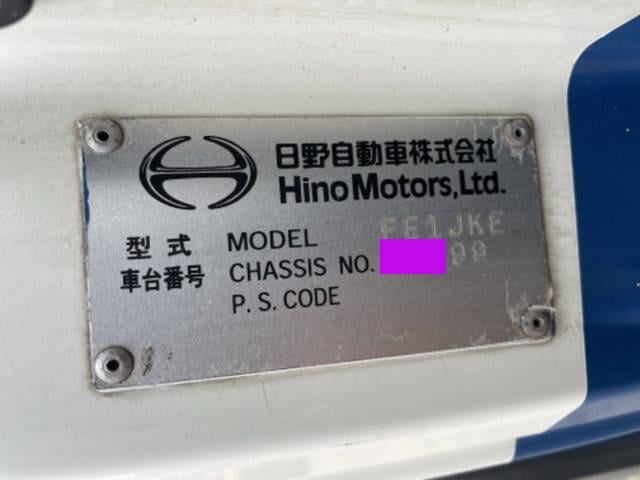 日野自動車株式会社
Hino Motors, Ltd.
型式 MODEL FE1JKE
車台番号 CHASSIS NO. 99
P.S.CODE